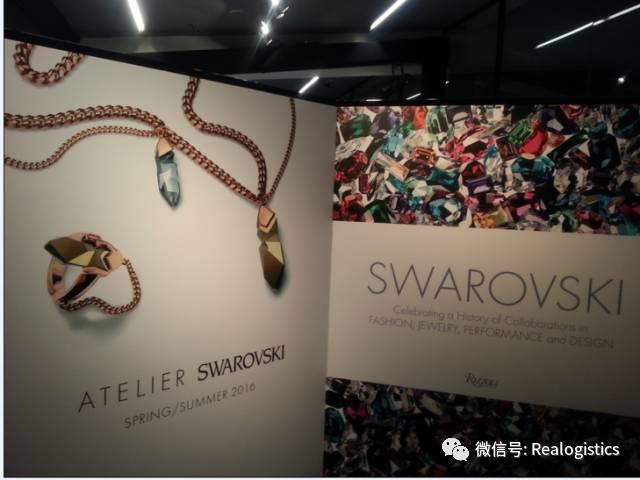 ATELIER SWAROVSKI
SPRING/SUMMER 2016
SWAROVSKI
Celebrating a History of Collaborations in
FASHION, JEWELRY, PERFORMANCE and DESIGN
Rizzoli
微信号: Realogistics